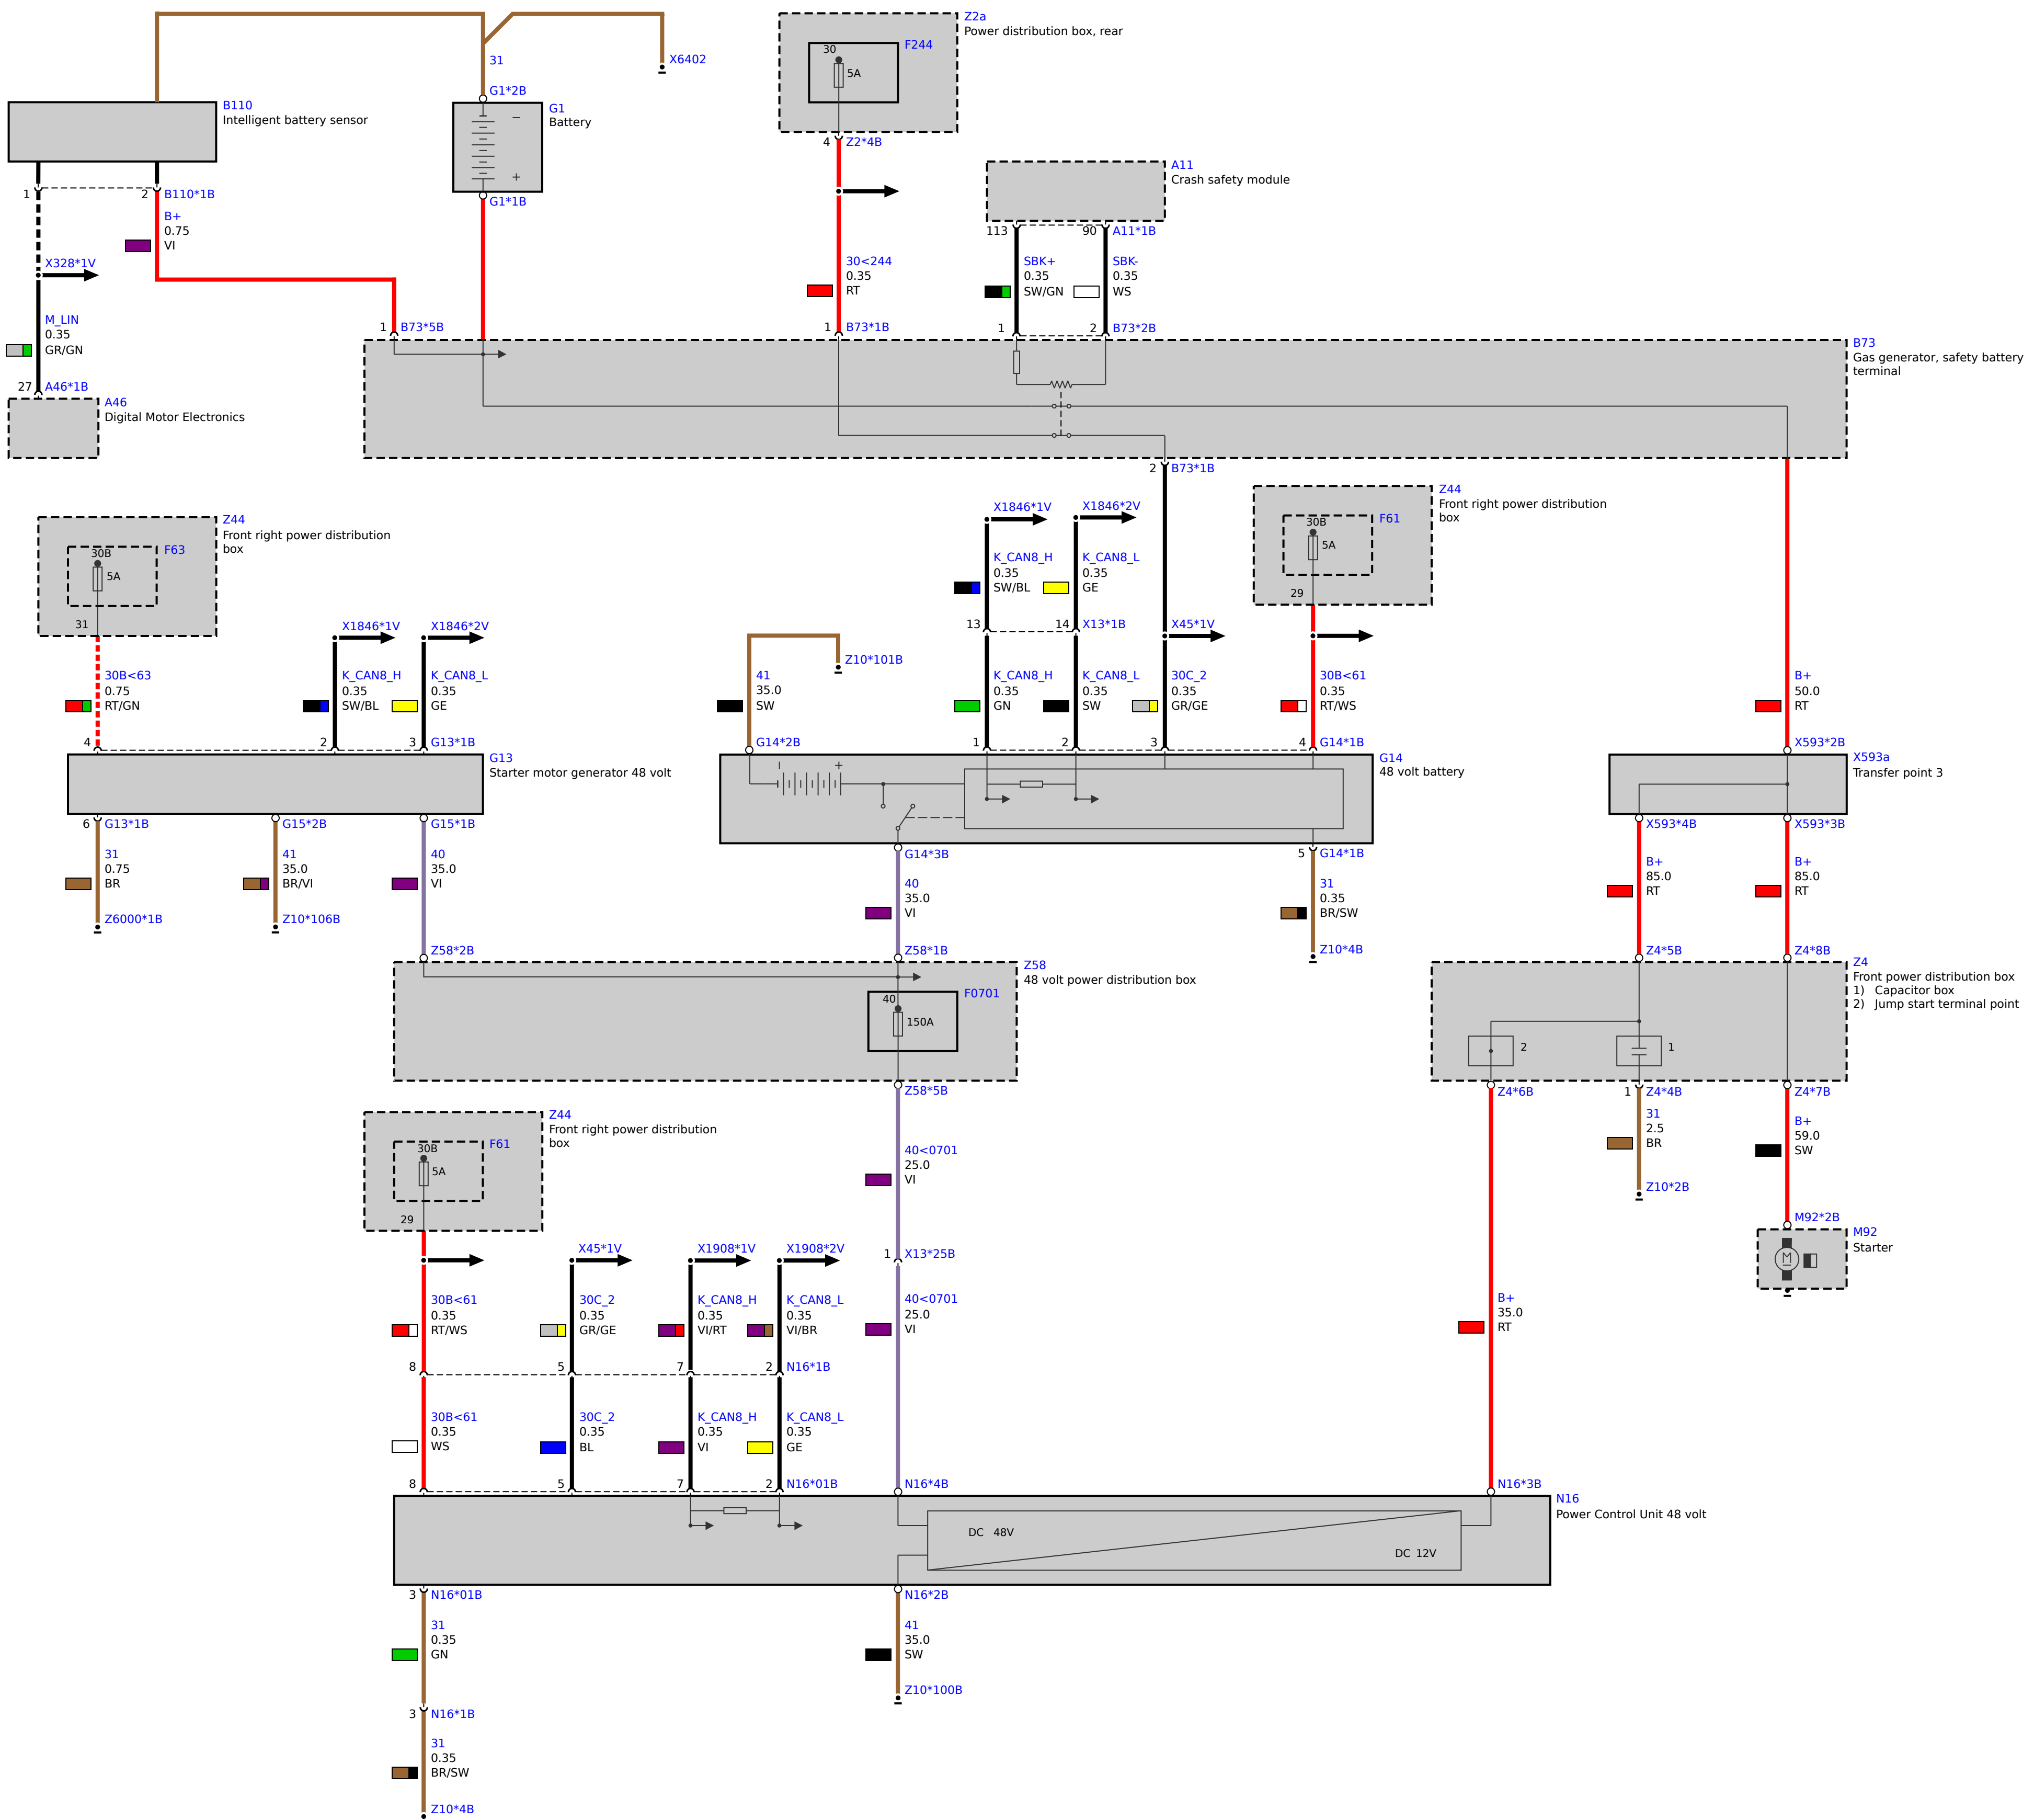 Z2a
Power distribution box, rear
F244
30
5A
31
X6402
G1*2B
B110
Intelligent battery sensor
G1
Battery
−
+
4
Z2*4B
A11
Crash safety module
1
2
B110*1B
G1*1B
B+
0.75
VI
113
90
A11*1B
X328*1V
30<244
0.35
RT
SBK+
0.35
SW/GN
SBK-
0.35
WS
M_LIN
0.35
GR/GN
1
B73*5B
1
B73*1B
1
2
B73*2B
B73
Gas generator, safety battery
terminal
27
A46*1B
A46
Digital Motor Electronics
2
B73*1B
Z44
Front right power distribution
box
F63
30B
5A
31
X1846*1V
X1846*2V
Z44
Front right power distribution
box
F61
30B
5A
29
K_CAN8_H
0.35
SW/BL
K_CAN8_L
0.35
GE
13
14
X13*1B
X45*1V
X1846*1V
X1846*2V
Z10*101B
30B<63
0.75
RT/GN
K_CAN8_H
0.35
SW/BL
K_CAN8_L
0.35
GE
41
35.0
SW
K_CAN8_H
0.35
GN
K_CAN8_L
0.35
SW
30C_2
0.35
GR/GE
30B<61
0.35
RT/WS
B+
50.0
RT
4
2
3
G13*1B
G14*2B
1
2
3
4
G14*1B
X593*2B
G13
Starter motor generator 48 volt
−
+
G14
48 volt battery
X593a
Transfer point 3
6
G13*1B
G15*2B
G15*1B
G14*3B
5
G14*1B
X593*4B
X593*3B
31
0.75
BR
41
35.0
BR/VI
40
35.0
VI
40
35.0
VI
31
0.35
BR/SW
B+
85.0
RT
B+
85.0
RT
Z6000*1B
Z10*106B
Z58*2B
Z58*1B
Z10*4B
Z4*5B
Z4*8B
Z58
48 volt power distribution box
F0701
40
150A
Z4
Front power distribution box
1) Capacitor box
2) Jump start terminal point
2
1
Z58*5B
Z4*6B
1
Z4*4B
Z4*7B
Z44
Front right power distribution
box
F61
30B
5A
29
40<0701
25.0
VI
31
2.5
BR
B+
59.0
SW
Z10*2B
M92*2B
M92
Starter
M
X45*1V
X1908*1V
X1908*2V
1
X13*25B
30B<61
0.35
RT/WS
30C_2
0.35
GR/GE
K_CAN8_H
0.35
VI/RT
K_CAN8_L
0.35
VI/BR
40<0701
25.0
VI
B+
35.0
RT
8
5
7
2
N16*1B
30B<61
0.35
WS
30C_2
0.35
BL
K_CAN8_H
0.35
VI
K_CAN8_L
0.35
GE
8
5
7
2
N16*01B
N16*4B
N16*3B
N16
Power Control Unit 48 volt
DC 48V
DC 12V
3
N16*01B
N16*2B
31
0.35
GN
41
35.0
SW
Z10*100B
3
N16*1B
31
0.35
BR/SW
Z10*4B